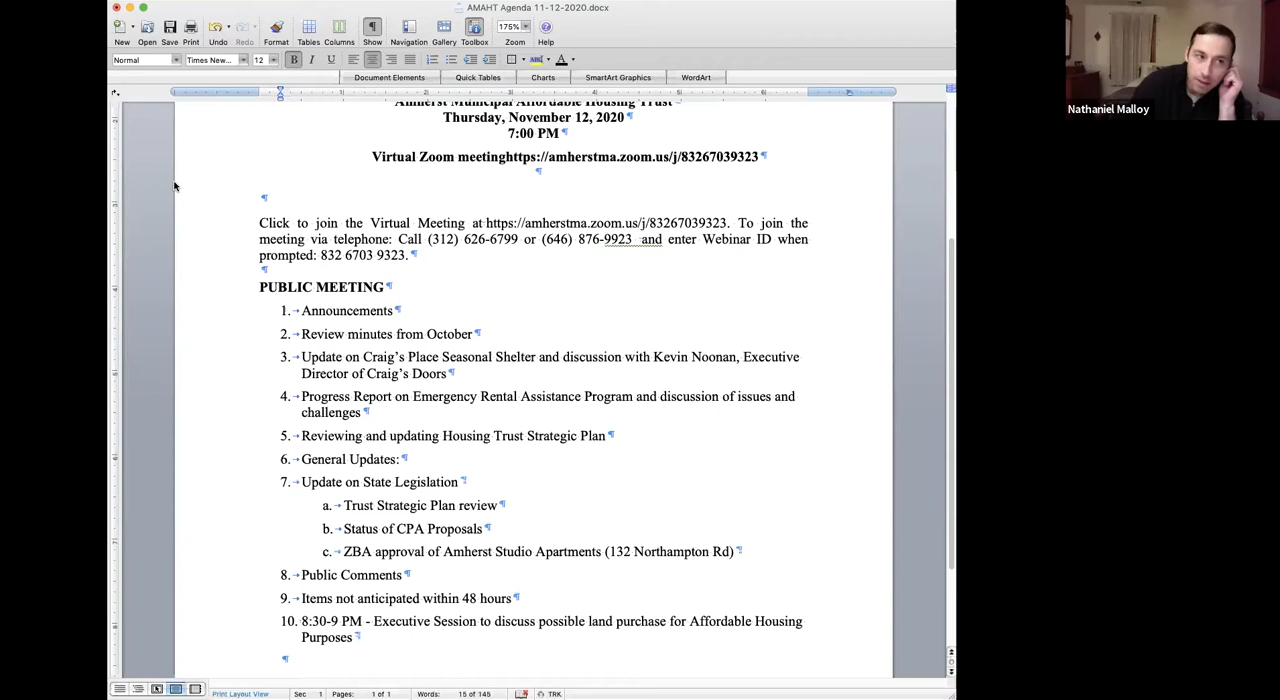 AMAHT Agenda 11-12-2020.docx
New Open Save Print Undo Redo Format Tables Columns Show Navigation Gallery Toolbox Zoom Help
175%
Normal Times New... 12 B I U
Document Elements Quick Tables Charts SmartArt Graphics WordArt
Amherst Municipal Affordable Housing Trust
Thursday, November 12, 2020
7:00 PM
Virtual Zoom meetinghttps://amherstma.zoom.us/j/83267039323
Click to join the Virtual Meeting at https://amherstma.zoom.us/j/83267039323. To join the
meeting via telephone: Call (312) 626-6799 or (646) 876-9923 and enter Webinar ID when
prompted: 832 6703 9323.
PUBLIC MEETING
1. Announcements
2. Review minutes from October
3. Update on Craig's Place Seasonal Shelter and discussion with Kevin Noonan, Executive
Director of Craig's Doors
4. Progress Report on Emergency Rental Assistance Program and discussion of issues and
challenges
5. Reviewing and updating Housing Trust Strategic Plan
6. General Updates:
7. Update on State Legislation
a. Trust Strategic Plan review
b. Status of CPA Proposals
c. ZBA approval of Amherst Studio Apartments (132 Northampton Rd)
8. Public Comments
9. Items not anticipated within 48 hours
10. 8:30-9 PM - Executive Session to discuss possible land purchase for Affordable Housing
Purposes
Print Layout View Sec 1 Pages: 1 of 1 Words: 15 of 145 TRK
Nathaniel Malloy